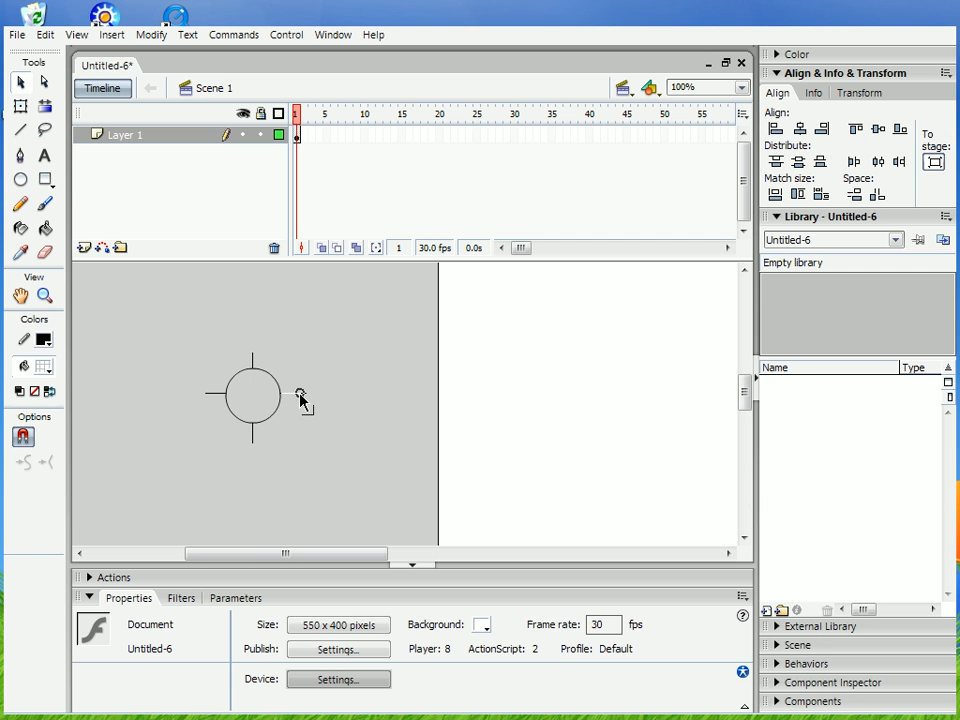 File Edit View Insert Modify Text Commands Control Window Help
Tools
Untitled-6*
Timeline
Scene 1
100%
1 5 10 15 20 25 30 35 40 45 50 55
Layer 1
1 30.0 fps 0.0s
View
Colors
Options
Color
Align & Info & Transform
Align Info Transform
Align:
To stage:
Distribute:
Match size: Space:
Library - Untitled-6
Untitled-6
Empty library
Name Type
External Library
Scene
Behaviors
Component Inspector
Components
Actions
Properties Filters Parameters
Document
Size: 550 x 400 pixels Background: Frame rate: 30 fps
Untitled-6
Publish: Settings... Player: 8 ActionScript: 2 Profile: Default
Device: Settings...